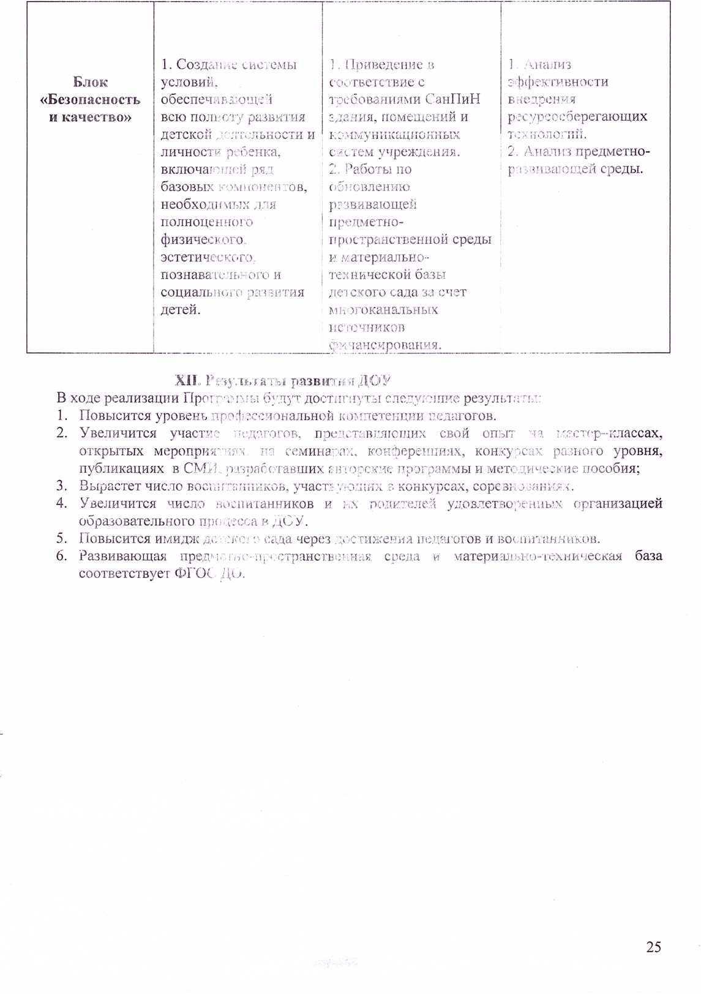 Блок
«Безопасность
и качество»
1. Создание системы
условий,
обеспечивающей
всю полноту развития
детской деятельности и
личности ребенка,
включающей ряд
базовых компонентов,
необходимых для
полноценного
физического,
эстетического,
познавательного и
социального развития
детей.
1. Приведение в
соответствие с
требованиями СанПиН
здания, помещений и
коммуникационных
систем учреждения.
2. Работы по
обновлению
развивающей
предметно-
пространственной среды
и материально-
технической базы
детского сада за счет
многоканальных
источников
финансирования.
1. Анализ
эффективности
внедрения
ресурсосберегающих
технологий.
2. Анализ предметно-
развивающей среды.
XII. Результаты развития ДОУ
В ходе реализации Программы будут достигнуты следующие результаты:
1. Повысится уровень профессиональной компетенции педагогов.
2. Увеличится участие педагогов, представляющих свой опыт на мастер–классах,
открытых мероприятиях, на семинарах, конференциях, конкурсах разного уровня,
публикациях в СМИ, разработавших авторские программы и методические пособия;
3. Вырастет число воспитанников, участвующих в конкурсах, соревнованиях.
4. Увеличится число воспитанников и их родителей удовлетворенных организацией
образовательного процесса в ДОУ.
5. Повысится имидж детского сада через достижения педагогов и воспитанников.
6. Развивающая предметно-пространственная среда и материально-техническая база
соответствует ФГОС ДО.
25